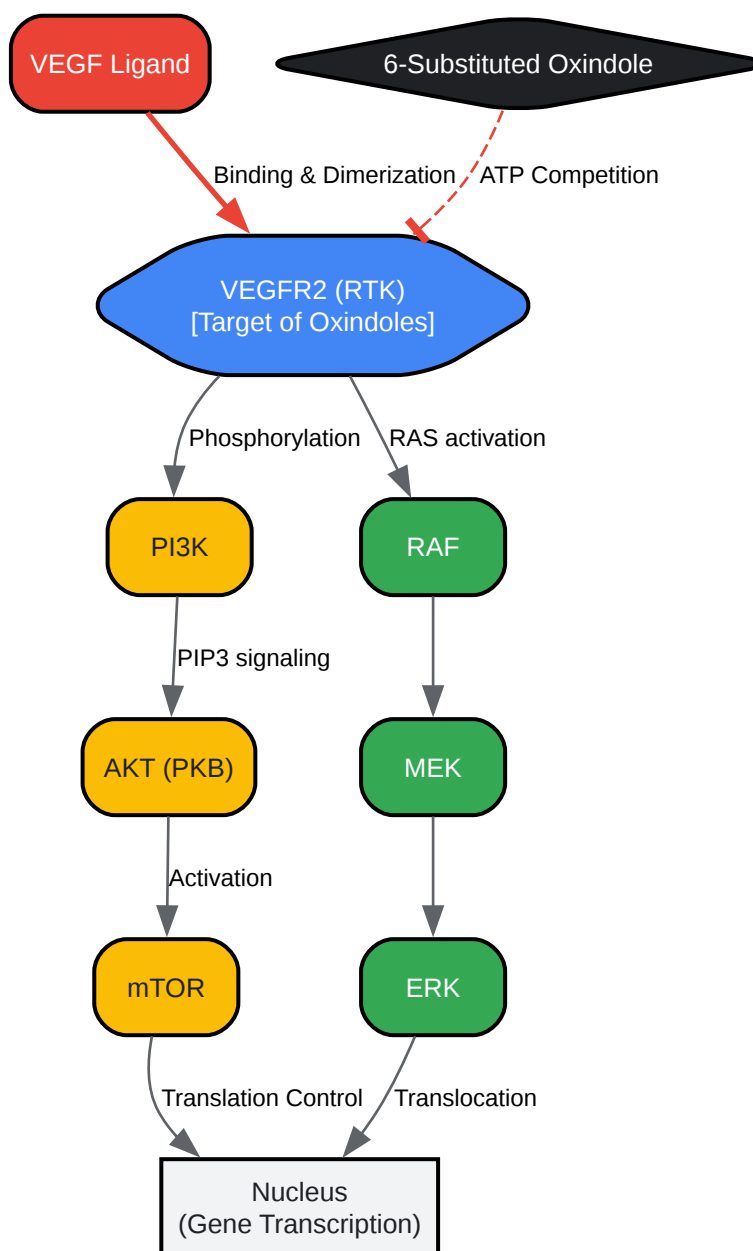 VEGF Ligand
6-Substituted Oxindole
Binding & Dimerization
ATP Competition
VEGFR2 (RTK)
[Target of Oxindoles]
Phosphorylation
RAS activation
PI3K
RAF
PIP3 signaling
AKT (PKB)
MEK
Activation
mTOR
ERK
Translation Control
Translocation
Nucleus
(Gene Transcription)